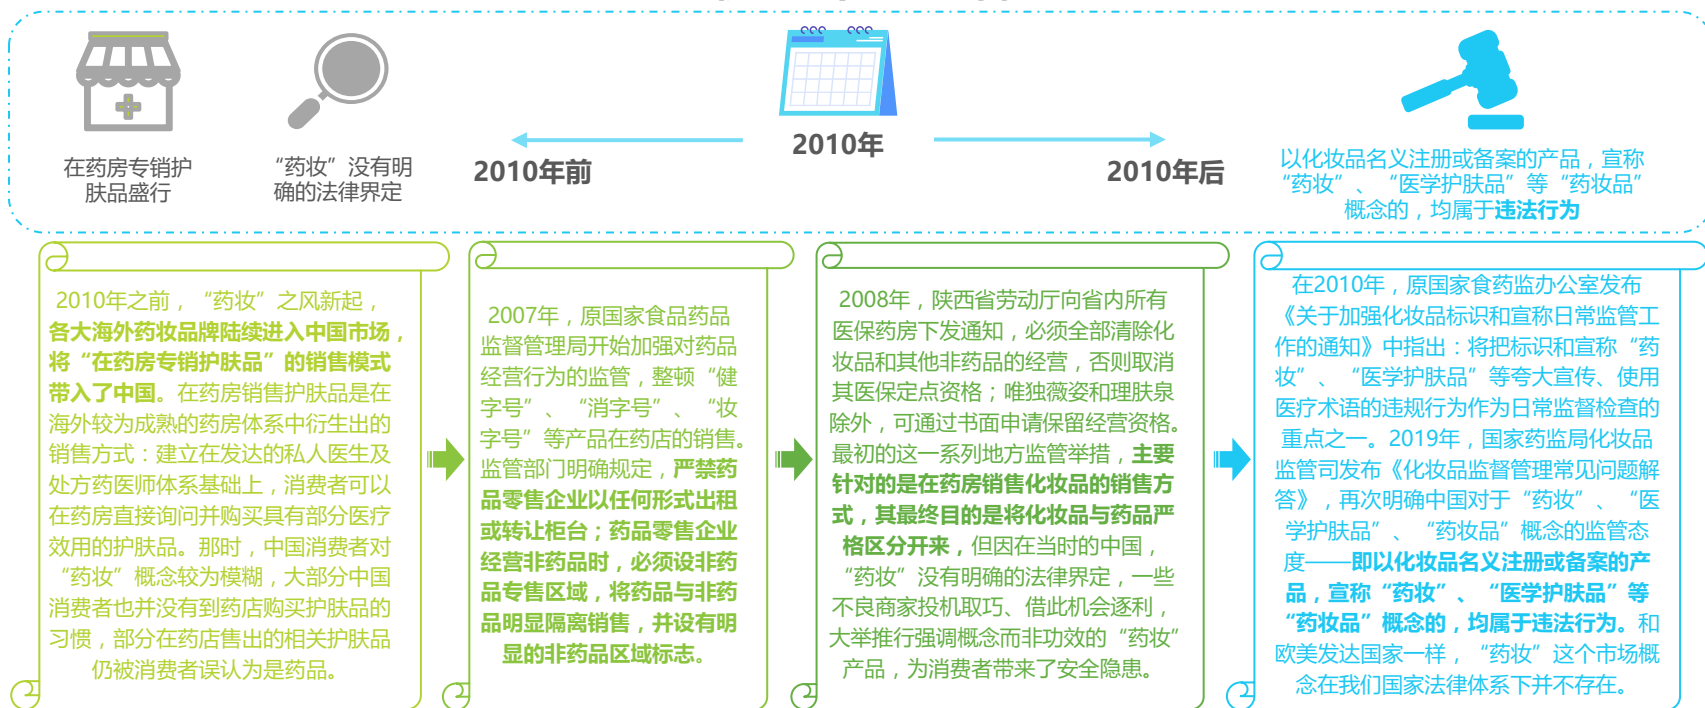 在药房专销护
肤品盛行
“药妆”没有明
确的法律界定
2010年前
2010年
2010年后
以化妆品名义注册或备案的产品，宣称
“药妆”、“医学护肤品”等“药妆品”
概念的，均属于违法行为
2010年之前，“药妆”之风新起，
各大海外药妆品牌陆续进入中国市场，
将“在药房专销护肤品”的销售模式
带入了中国。在药房销售护肤品是在
海外较为成熟的药房体系中衍生出的
销售方式：建立在发达的私人医生及
处方药医师体系基础上，消费者可以
在药房直接询问并购买具有部分医疗
效用的护肤品。那时，中国消费者对
“药妆”概念较为模糊，大部分中国
消费者也并没有到药店购买护肤品的
习惯，部分在药店售出的相关护肤品
仍被消费者误认为是药品。
2007年，原国家食品药品
监督管理局开始加强对药品
经营行为的监管，整顿“健
字号”、“消字号”、“妆
字号”等产品在药店的销售。
监管部门明确规定，严禁药
品零售企业以任何形式出租
或转让柜台；药品零售企业
经营非药品时，必须设非药
品专售区域，将药品与非药
品明显隔离销售，并设有明
显的非药品区域标志。
2008年，陕西省劳动厅向省内所有
医保药房下发通知，必须全部清除化
妆品和其他非药品的经营，否则取消
其医保定点资格；唯独薇姿和理肤泉
除外，可通过书面申请保留经营资格。
最初的这一系列地方监管举措，主要
针对的是在药房销售化妆品的销售方
式，其最终目的是将化妆品与药品严
格区分开来，但因在当时的中国，
“药妆”没有明确的法律界定，一些
不良商家投机取巧、借此机会逐利，
大举推行强调概念而非功效的“药妆”
产品，为消费者带来了安全隐患。
在2010年，原国家食药监办公室发布
《关于加强化妆品标识和宣称日常监管工
作的通知》中指出：将把标识和宣称“药
妆”、“医学护肤品”等夸大宣传、使用
医疗术语的违规行为作为日常监督检查的
重点之一。2019年，国家药监局化妆品
监管司发布《化妆品监督管理常见问题解
答》，再次明确中国对于“药妆”、“医
学护肤品”、“药妆品”概念的监管态
度——即以化妆品名义注册或备案的产
品，宣称“药妆”、“医学护肤品”等
“药妆品”概念的，均属于违法行为。和
欧美发达国家一样，“药妆”这个市场概
念在我们国家法律体系下并不存在。